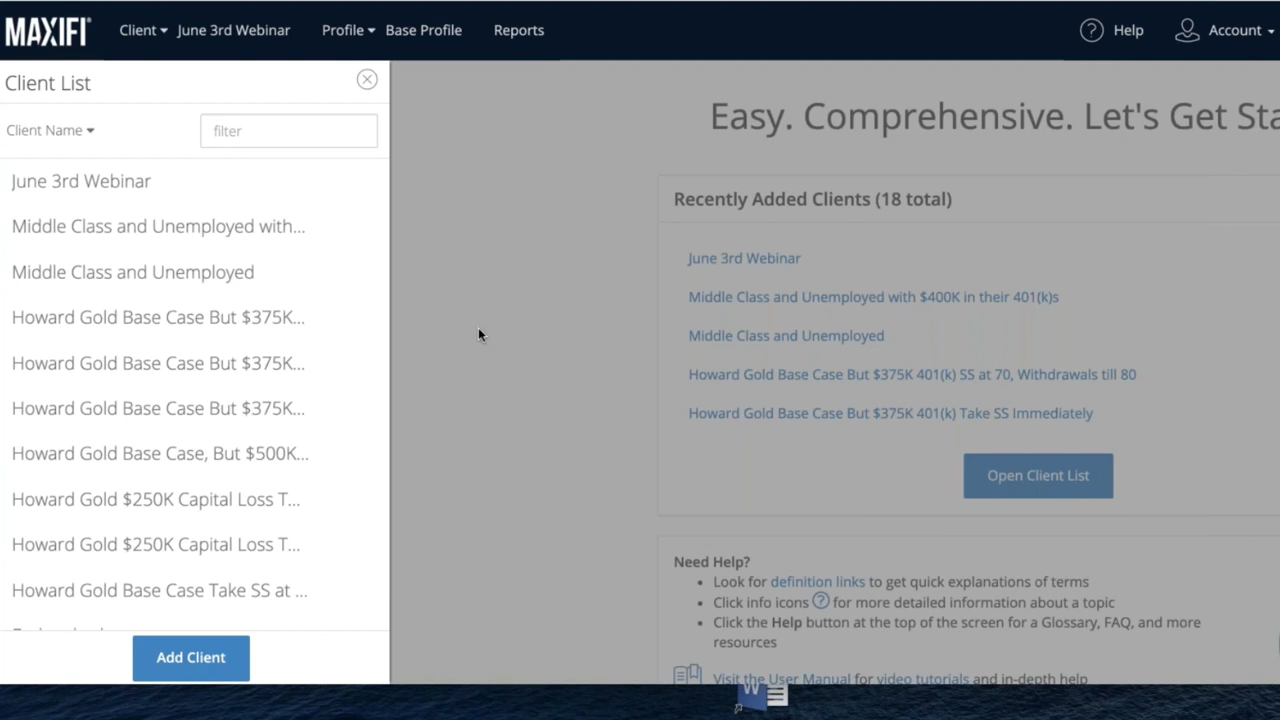 MAXIFI®
Client June 3rd Webinar Profile Base Profile Reports Help Account
Client List
Client Name filter
June 3rd Webinar
Middle Class and Unemployed with...
Middle Class and Unemployed
Howard Gold Base Case But $375K...
Howard Gold Base Case But $375K...
Howard Gold Base Case But $375K...
Howard Gold Base Case, But $500K...
Howard Gold $250K Capital Loss T...
Howard Gold $250K Capital Loss T...
Howard Gold Base Case Take SS at ...
Add Client
Easy. Comprehensive. Let's Get Sta
Recently Added Clients (18 total)
June 3rd Webinar
Middle Class and Unemployed with $400K in their 401(k)s
Middle Class and Unemployed
Howard Gold Base Case But $375K 401(k) SS at 70, Withdrawals till 80
Howard Gold Base Case But $375K 401(k) Take SS Immediately
Open Client List
Need Help?
• Look for definition links to get quick explanations of terms
• Click info icons ? for more detailed information about a topic
• Click the Help button at the top of the screen for a Glossary, FAQ, and more
resources
Visit the User Manual for video tutorials and in-depth help
W